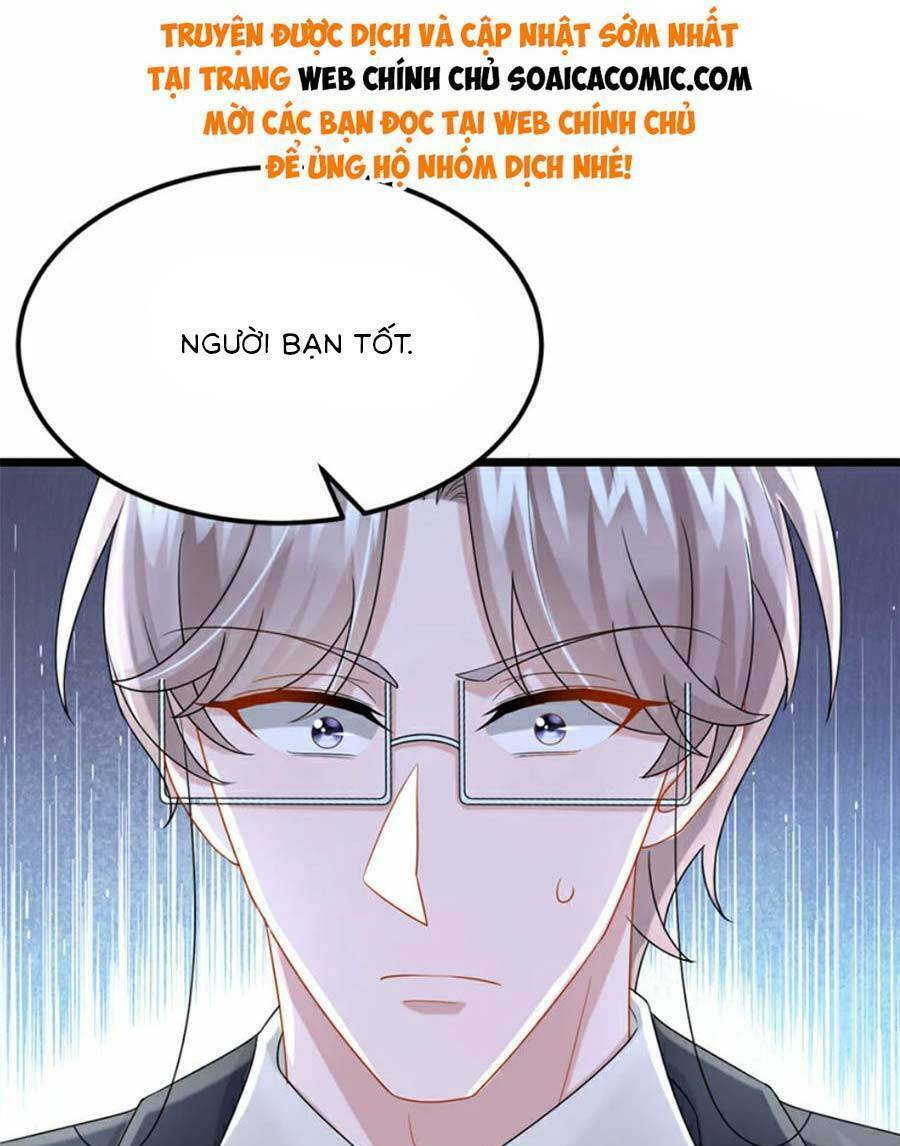 TRUYỆN ĐƯỢC DỊCH VÀ CẬP NHẬT SỚM NHẤT
TẠI TRANG WEB CHÍNH CHỦ SOAICACOMIC.COM
MỜI CÁC BẠN ĐỌC TẠI WEB CHÍNH CHỦ
ĐỂ ỦNG HỘ NHÓM DỊCH NHÉ!
NGƯỜI BẠN TỐT.